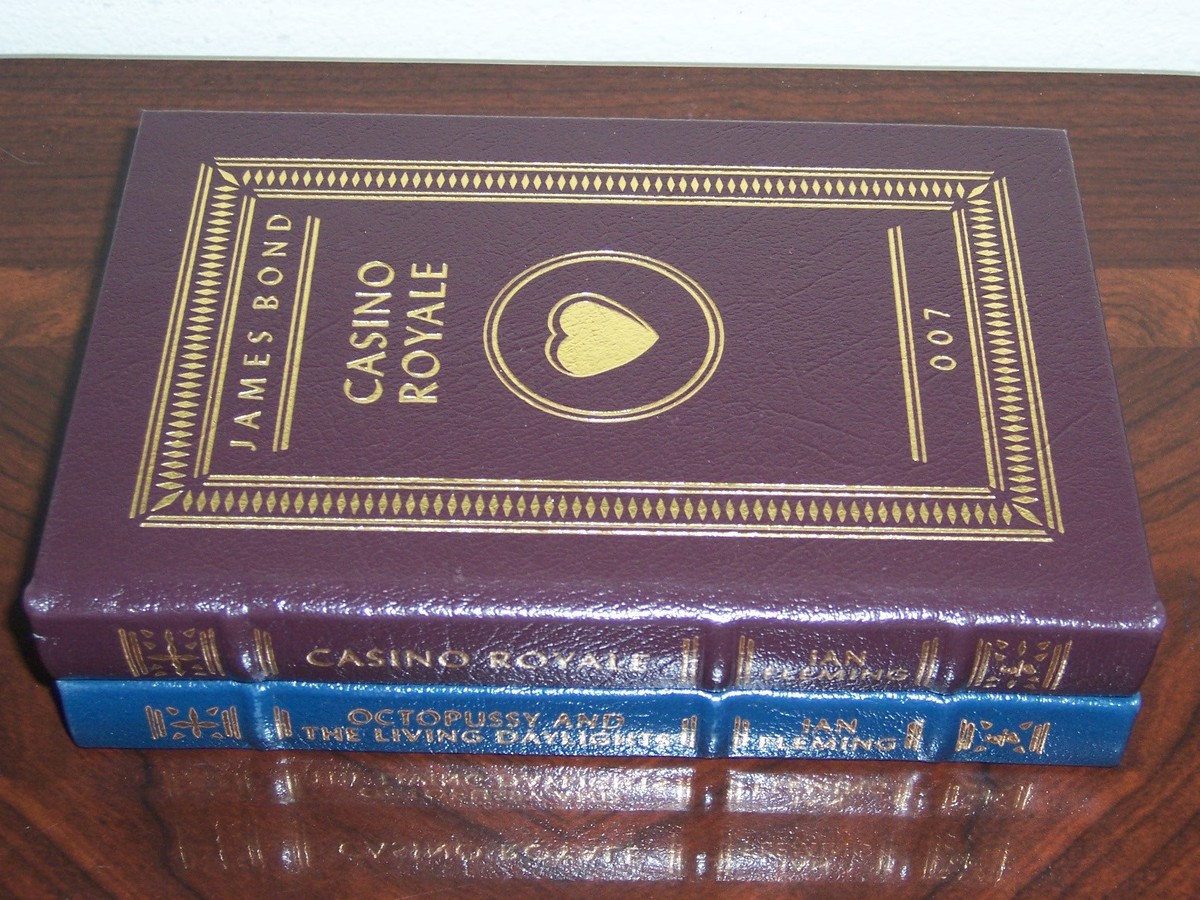 JAMES BOND
CASINO
ROYALE
007
CASINO ROYALE
IAN
FLEMING
OCTOPUSSY AND
THE LIVING DAYLIGHTS
IAN
FLEMING